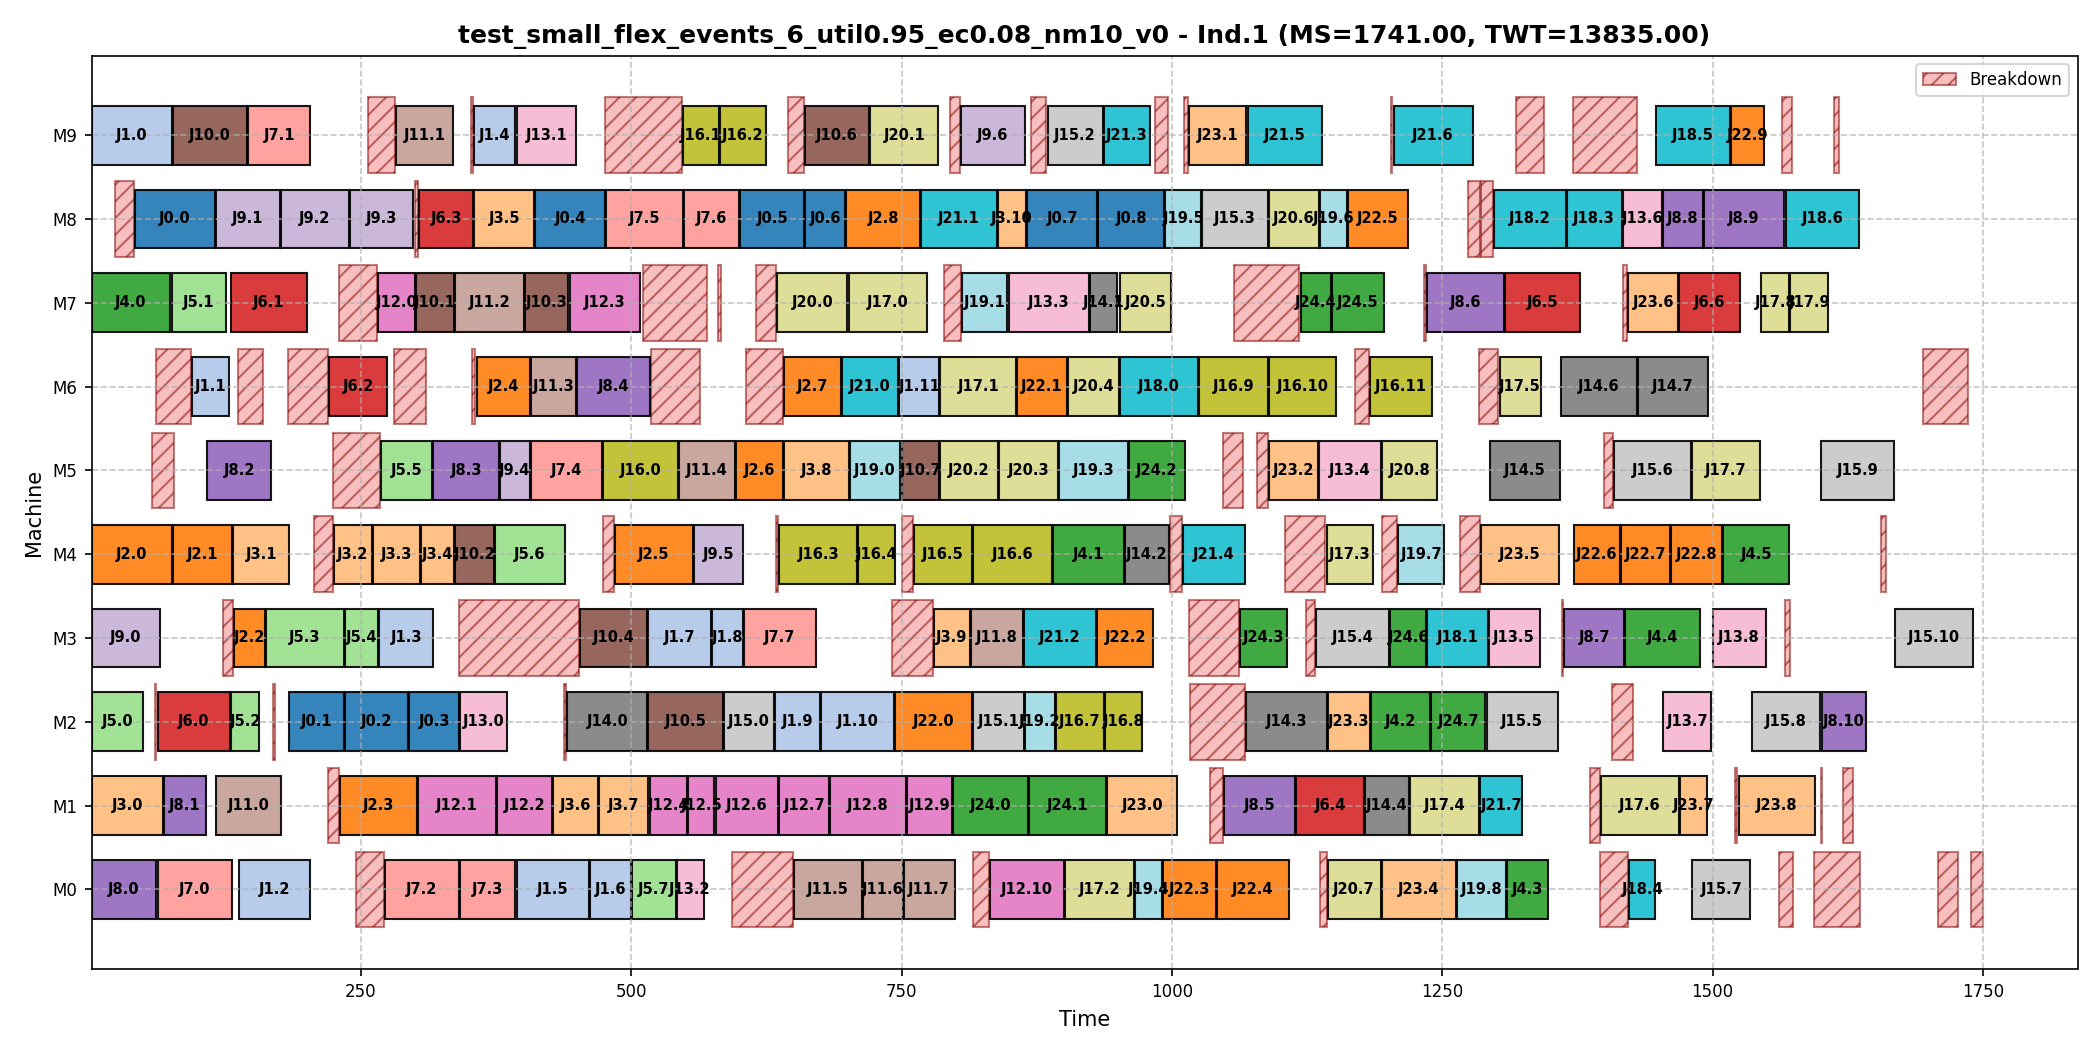 test_small_flex_events_6_util0.95_ec0.08_nm10_v0 - Ind.1 (MS=1741.00, TWT=13835.00)
Breakdown
M9 J1.0 J10.0 J7.1 J11.1 J1.4 J13.1 J16.1 J16.2 J10.6 J20.1 J9.6 J15.2 J21.3 J23.1 J21.5 J21.6 J18.5 J22.9
M8 J0.0 J9.1 J9.2 J9.3 J6.3 J3.5 J0.4 J7.5 J7.6 J0.5 J0.6 J2.8 J21.1 J3.10 J0.7 J0.8 J19.5 J15.3 J20.6 J19.6 J22.5 J18.2 J18.3 J13.6 J8.8 J8.9 J18.6
M7 J4.0 J5.1 J6.1 J12.0 J10.1 J11.2 J10.3 J12.3 J20.0 J17.0 J19.1 J13.3 J14.1 J20.5 J24.4 J24.5 J8.6 J6.5 J23.6 J6.6 J17.8 J17.9
M6 J1.1 J6.2 J2.4 J11.3 J8.4 J2.7 J21.0 J1.11 J17.1 J22.1 J20.4 J18.0 J16.9 J16.10 J16.11 J17.5 J14.6 J14.7
M5 J8.2 J5.5 J8.3 J9.4 J7.4 J16.0 J11.4 J2.6 J3.8 J19.0 J10.7 J20.2 J20.3 J19.3 J24.2 J23.2 J13.4 J20.8 J14.5 J15.6 J17.7 J15.9
M4 J2.0 J2.1 J3.1 J3.2 J3.3 J3.4 J10.2 J5.6 J2.5 J9.5 J16.3 J16.4 J16.5 J16.6 J4.1 J14.2 J21.4 J17.3 J19.7 J23.5 J22.6 J22.7 J22.8 J4.5
M3 J9.0 J2.2 J5.3 J5.4 J1.3 J10.4 J1.7 J1.8 J7.7 J3.9 J11.8 J21.2 J22.2 J24.3 J15.4 J24.6 J18.1 J13.5 J8.7 J4.4 J13.8 J15.10
M2 J5.0 J6.0 J5.2 J0.1 J0.2 J0.3 J13.0 J14.0 J10.5 J15.0 J1.9 J1.10 J22.0 J15.1 J19.2 J16.7 J16.8 J14.3 J23.3 J4.2 J24.7 J15.5 J13.7 J15.8 J8.10
M1 J3.0 J8.1 J11.0 J2.3 J12.1 J12.2 J3.6 J3.7 J12.4 J12.5 J12.6 J12.7 J12.8 J12.9 J24.0 J24.1 J23.0 J8.5 J6.4 J14.4 J17.4 J21.7 J17.6 J23.7 J23.8
M0 J8.0 J7.0 J1.2 J7.2 J7.3 J1.5 J1.6 J5.7 J13.2 J11.5 J11.6 J11.7 J12.10 J17.2 J19.4 J22.3 J22.4 J20.7 J23.4 J19.8 J4.3 J18.4 J15.7
Machine
250 500 750 1000 1250 1500 1750
Time